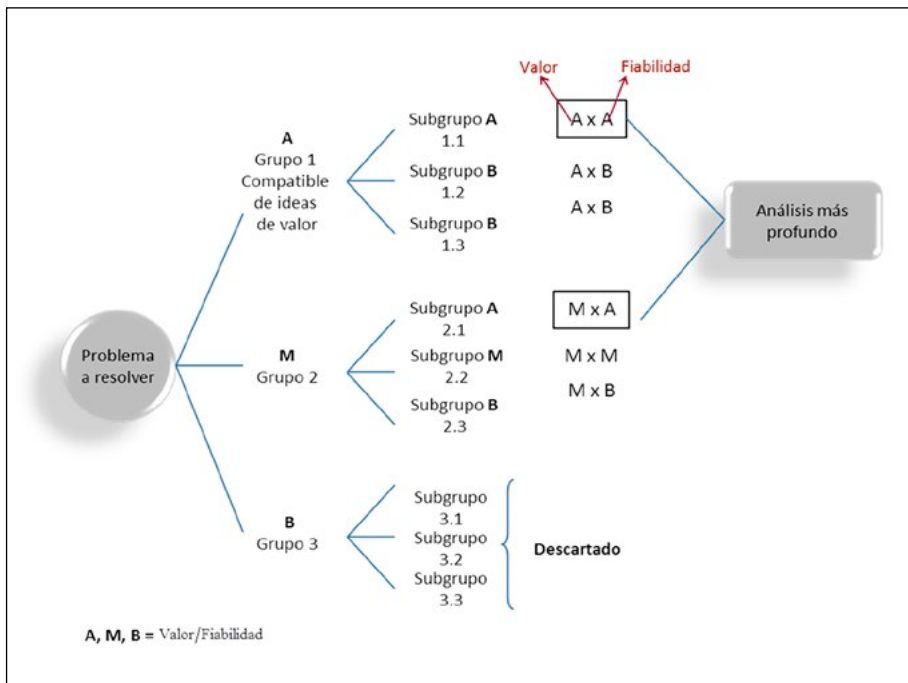 Valor
Fiabilidad
A
Grupo 1
Compatible
de ideas
de valor
Subgrupo A
1.1
Subgrupo B
1.2
Subgrupo B
1.3
A x A
A x B
A x B
Análisis más
profundo
Problema
a resolver
M
Grupo 2
Subgrupo A
2.1
Subgrupo M
2.2
Subgrupo B
2.3
M x A
M x M
M x B
B
Grupo 3
Subgrupo
3.1
Subgrupo
3.2
Subgrupo
3.3
Descartado
A, M, B = Valor/Fiabilidad